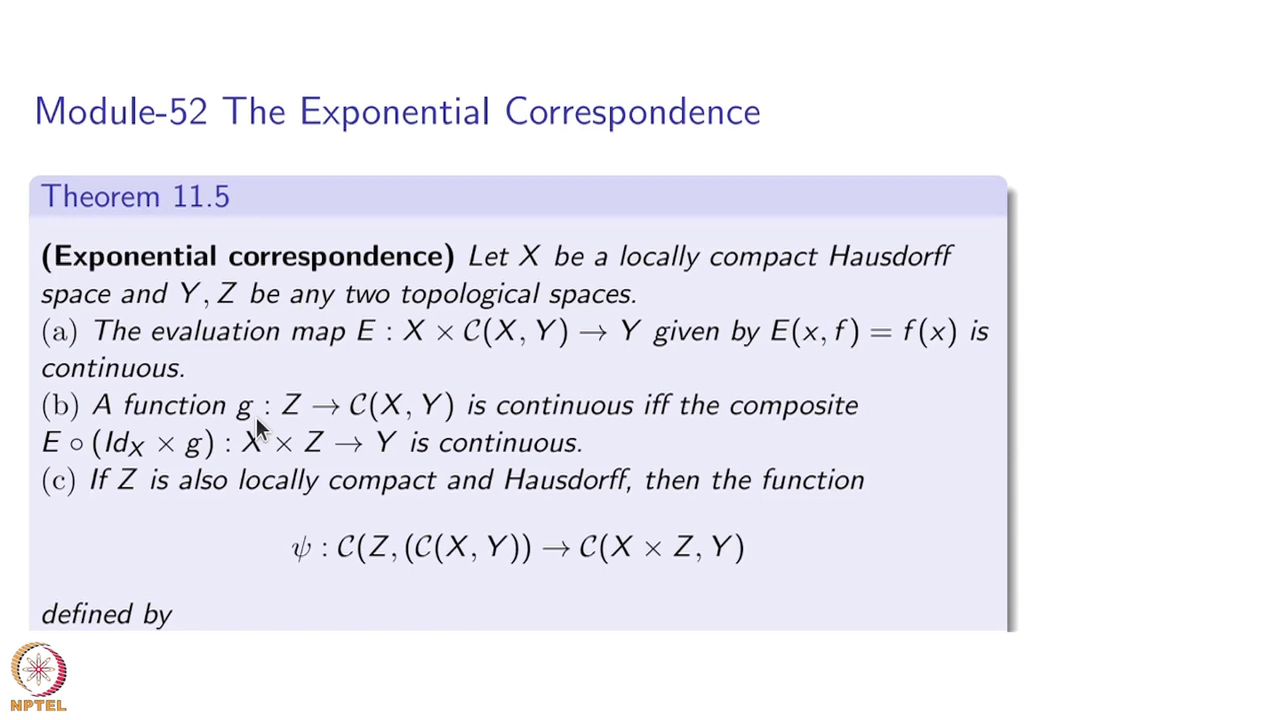 Module-52 The Exponential Correspondence
Theorem 11.5
(Exponential correspondence) Let X be a locally compact Hausdorff
space and Y, Z be any two topological spaces.
(a) The evaluation map E : X × 𝒞(X, Y) → Y given by E(x, f) = f(x) is
continuous.
(b) A function g : Z → 𝒞(X, Y) is continuous iff the composite
E ∘ (Id_X × g) : X × Z → Y is continuous.
(c) If Z is also locally compact and Hausdorff, then the function
ψ : 𝒞(Z, (𝒞(X, Y)) → 𝒞(X × Z, Y)
defined by
NPTEL